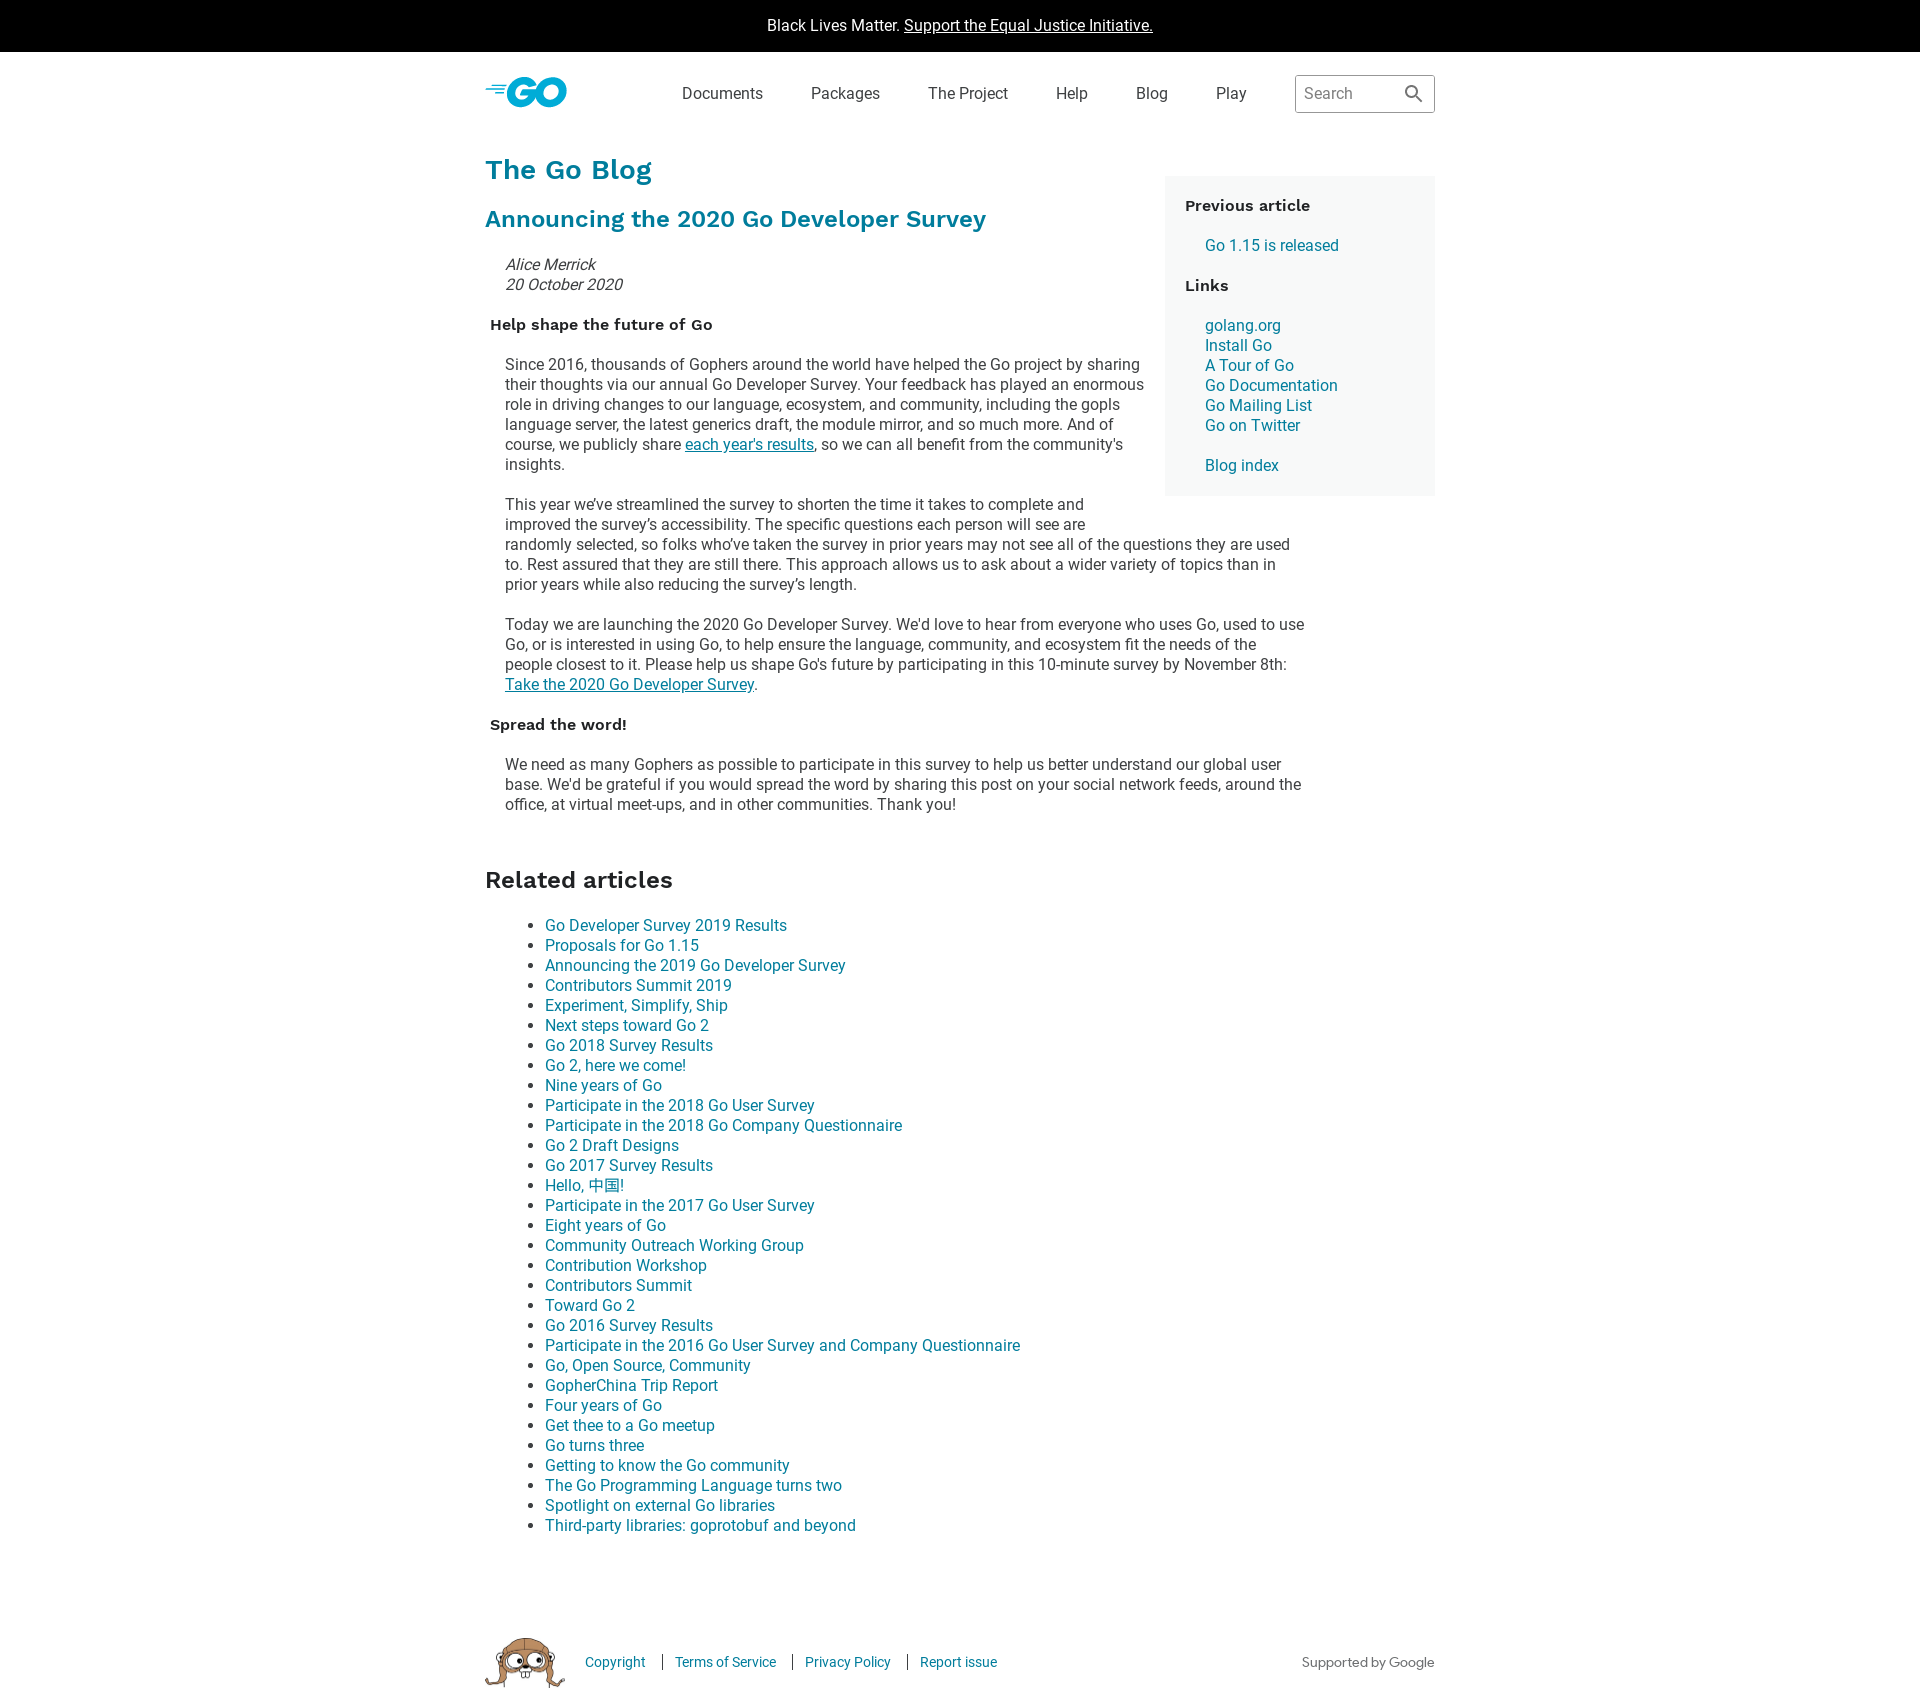 Black Lives Matter. Support the Equal Justice Initiative.
GO
Documents
Packages
The Project
Help
Blog
Play
Search
The Go Blog
Announcing the 2020 Go Developer Survey
Alice Merrick
20 October 2020
Help shape the future of Go
Since 2016, thousands of Gophers around the world have helped the Go project by sharing
their thoughts via our annual Go Developer Survey. Your feedback has played an enormous
role in driving changes to our language, ecosystem, and community, including the gopls
language server, the latest generics draft, the module mirror, and so much more. And of
course, we publicly share each year's results, so we can all benefit from the community's
insights.
This year we’ve streamlined the survey to shorten the time it takes to complete and
improved the survey’s accessibility. The specific questions each person will see are
randomly selected, so folks who’ve taken the survey in prior years may not see all of the questions they are used
to. Rest assured that they are still there. This approach allows us to ask about a wider variety of topics than in
prior years while also reducing the survey’s length.
Today we are launching the 2020 Go Developer Survey. We'd love to hear from everyone who uses Go, used to use
Go, or is interested in using Go, to help ensure the language, community, and ecosystem fit the needs of the
people closest to it. Please help us shape Go's future by participating in this 10-minute survey by November 8th:
Take the 2020 Go Developer Survey.
Spread the word!
We need as many Gophers as possible to participate in this survey to help us better understand our global user
base. We'd be grateful if you would spread the word by sharing this post on your social network feeds, around the
office, at virtual meet-ups, and in other communities. Thank you!
Previous article
Go 1.15 is released
Links
golang.org
Install Go
A Tour of Go
Go Documentation
Go Mailing List
Go on Twitter
Blog index
Related articles
Go Developer Survey 2019 Results
Proposals for Go 1.15
Announcing the 2019 Go Developer Survey
Contributors Summit 2019
Experiment, Simplify, Ship
Next steps toward Go 2
Go 2018 Survey Results
Go 2, here we come!
Nine years of Go
Participate in the 2018 Go User Survey
Participate in the 2018 Go Company Questionnaire
Go 2 Draft Designs
Go 2017 Survey Results
Hello, 中国!
Participate in the 2017 Go User Survey
Eight years of Go
Community Outreach Working Group
Contribution Workshop
Contributors Summit
Toward Go 2
Go 2016 Survey Results
Participate in the 2016 Go User Survey and Company Questionnaire
Go, Open Source, Community
GopherChina Trip Report
Four years of Go
Get thee to a Go meetup
Go turns three
Getting to know the Go community
The Go Programming Language turns two
Spotlight on external Go libraries
Third-party libraries: goprotobuf and beyond
Copyright
Terms of Service
Privacy Policy
Report issue
Supported by Google